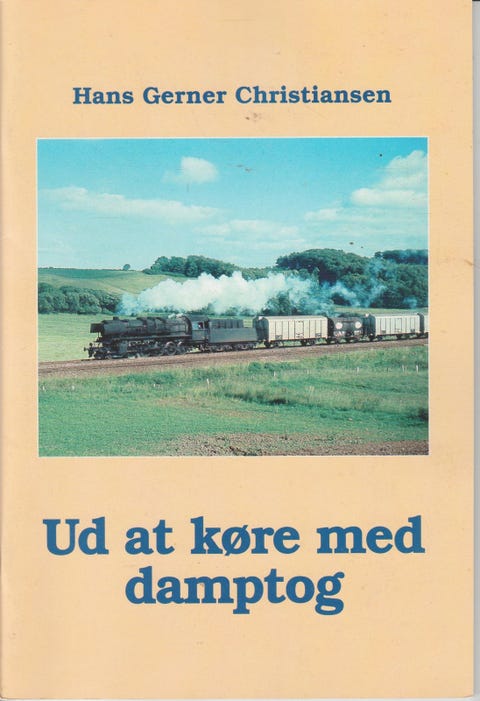 Hans Gerner Christiansen
Ud at køre med
damptog